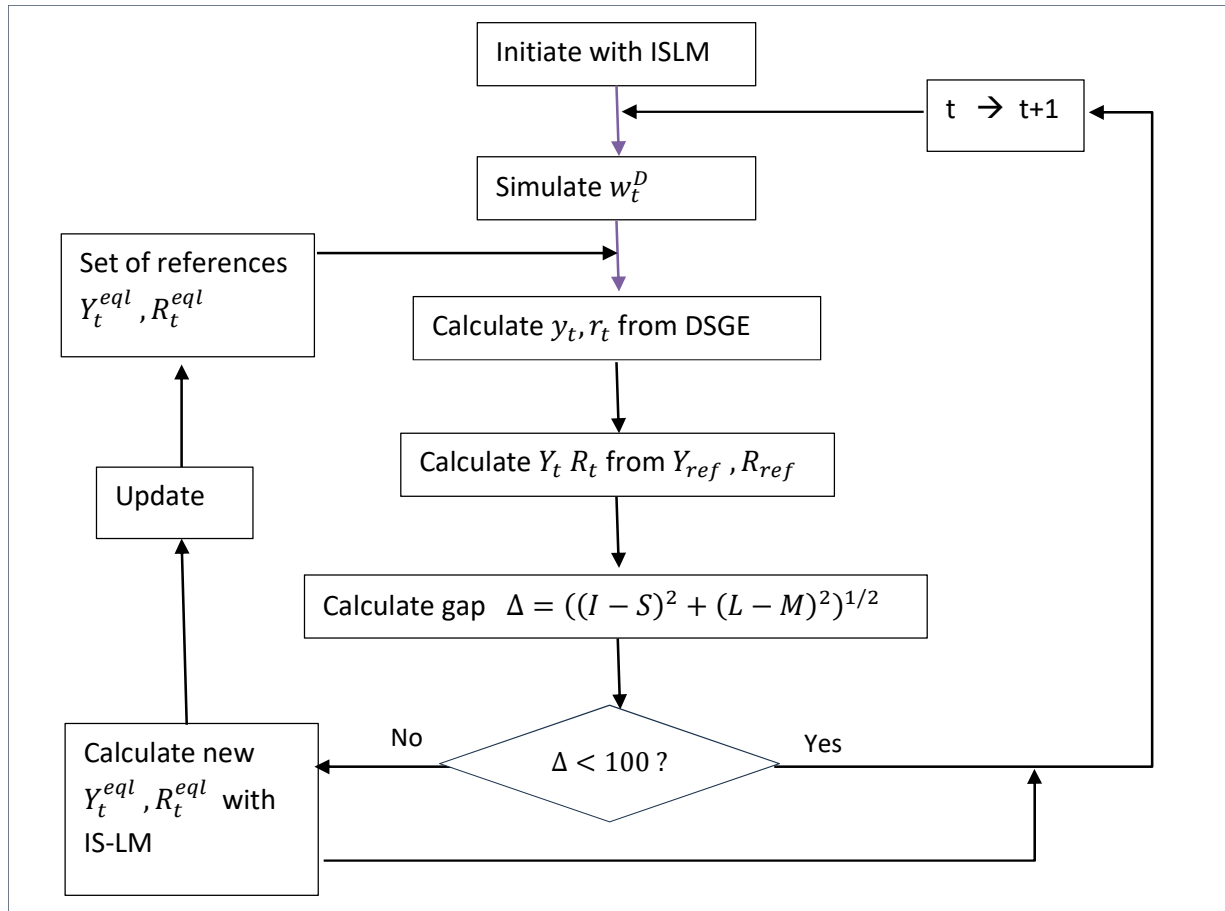 Initiate with ISLM
t → t+1
Simulate $w_t^D$
Set of references
$Y_t^{eql}$ , $R_t^{eql}$
Calculate $y_t, r_t$ from DSGE
Calculate $Y_t$ $R_t$ from $Y_{ref}$ , $R_{ref}$
Update
Calculate gap $\Delta = ((I - S)^2 + (L - M)^2)^{1/2}$
No
Δ < 100 ?
Yes
Calculate new
$Y_t^{eql}$ , $R_t^{eql}$ with
IS-LM